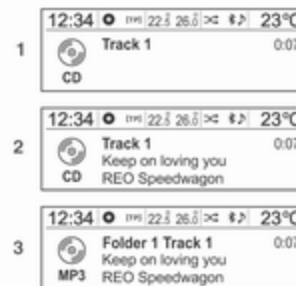 1
12:34 [TP] 22.5 26.0 23°C
Track 1 0:07
CD
2
12:34 22.5 26.0 23°C
Track 1 0:07
Keep on loving you
CD REO Speedwagon
3
12:34 22.5 26.0 23°C
Folder 1 Track 1 0:07
Keep on loving you
MP3 REO Speedwagon